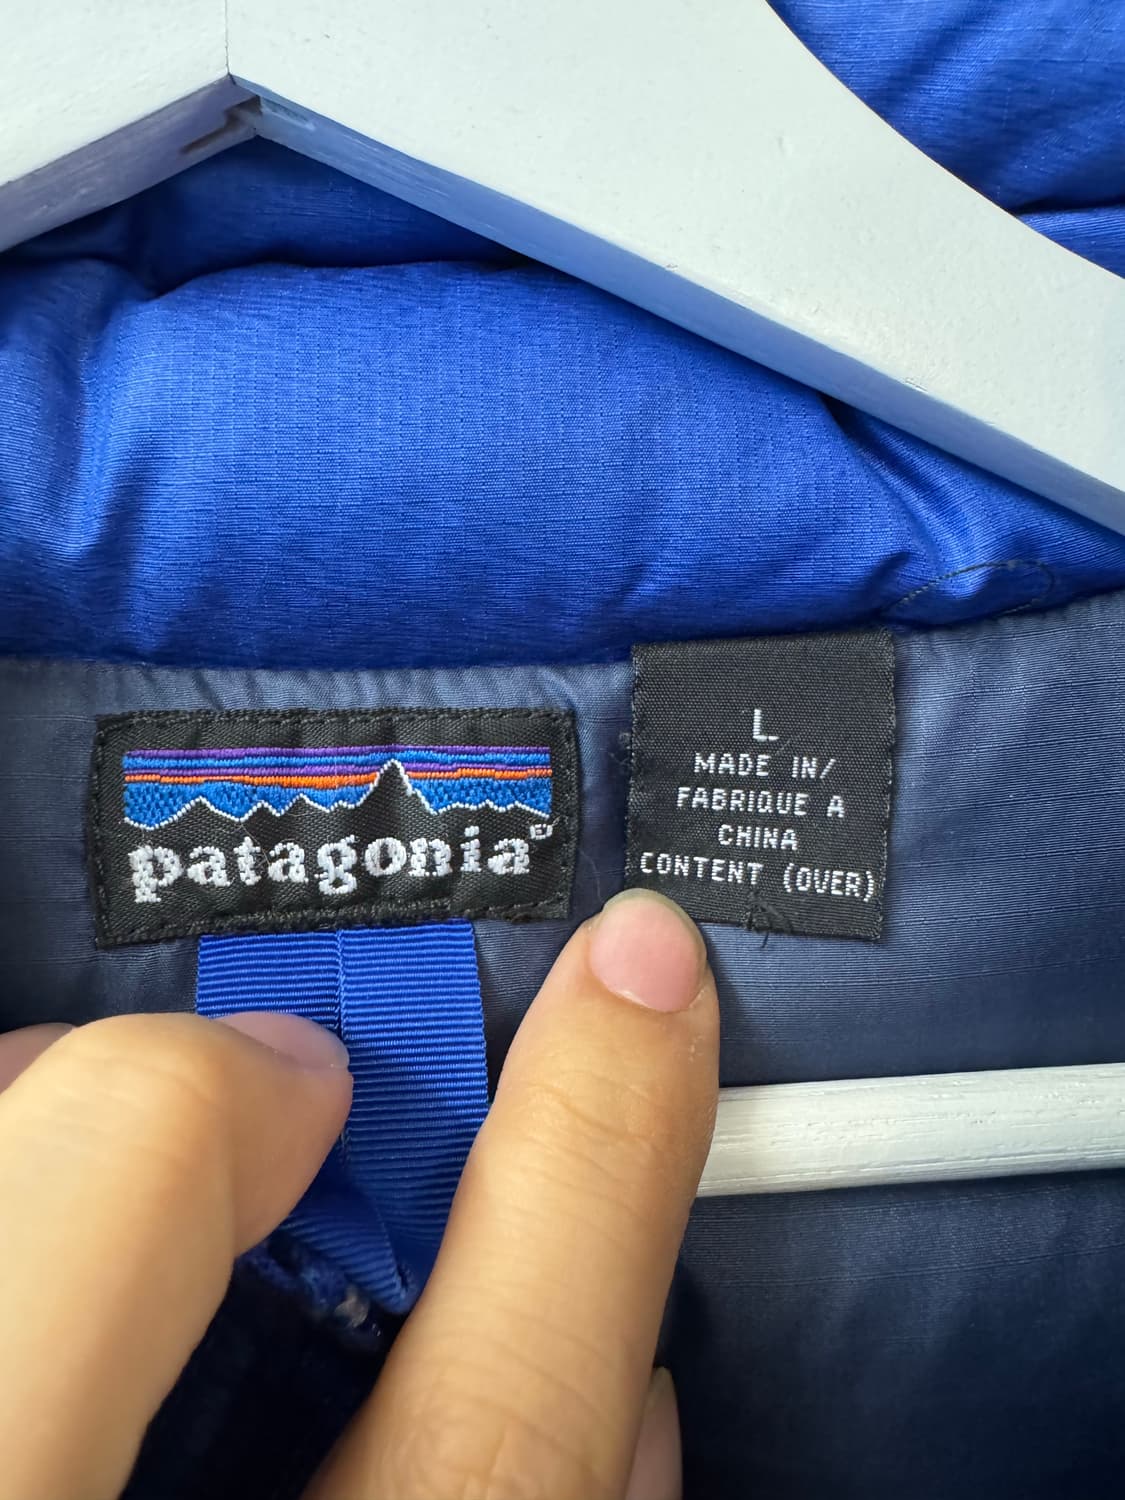 patagonia®
L
MADE IN/
FABRIQUE A
CHINA
CONTENT (OVER)